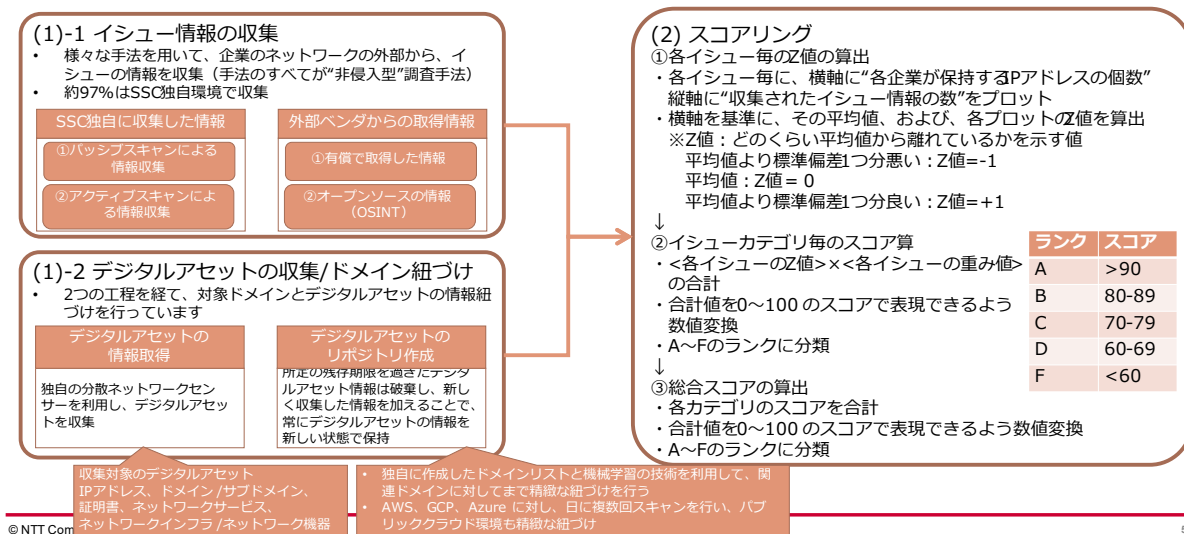 (1)-1 イシュー情報の収集
• 様々な手法を用いて、企業のネットワークの外部から、イ
シューの情報を収集（手法のすべてが“非侵入型”調査手法）
• 約97%はSSC独自環境で収集
SSC独自に収集した情報
①パッシブスキャンによる
情報収集
②アクティブスキャンによ
る情報収集
外部ベンダからの取得情報
①有償で取得した情報
②オープンソースの情報
（OSINT）
(1)-2 デジタルアセットの収集/ドメイン紐づけ
• 2つの工程を経て、対象ドメインとデジタルアセットの情報紐
づけを行っています
デジタルアセットの
情報取得
独自の分散ネットワークセン
サーを利用し、デジタルアセッ
トを収集
デジタルアセットの
リポジトリ作成
所定の残存期限を過ぎたデジタ
ルアセット情報は破棄し、新し
く収集した情報を加えることで、
常にデジタルアセットの情報を
新しい状態で保持
収集対象のデジタルアセット
IPアドレス、ドメイン /サブドメイン、
証明書、ネットワークサービス、
ネットワークインフラ /ネットワーク機器
• 独自に作成したドメインリストと機械学習の技術を利用して、関
連ドメインに対してまで精緻な紐づけを行う
• AWS、GCP、Azure に対し、日に複数回スキャンを行い、パブ
リッククラウド環境も精緻な紐づけ
(2) スコアリング
①各イシュー毎のZ値の算出
・各イシュー毎に、横軸に“各企業が保持するIPアドレスの個数”
縦軸に“収集されたイシュー情報の数”をプロット
・横軸を基準に、その平均値、および、各プロットのZ値を算出
※Z値：どのくらい平均値から離れているかを示す値
平均値より標準偏差1つ分悪い：Z値=-1
平均値：Z値 = 0
平均値より標準偏差1つ分良い：Z値=+1
↓
②イシューカテゴリ毎のスコア算
・<各イシューのZ値>×<各イシューの重み値>
の合計
・合計値を0～100 のスコアで表現できるよう
数値変換
・A～Fのランクに分類
↓
③総合スコアの算出
・各カテゴリのスコアを合計
・合計値を0～100 のスコアで表現できるよう数値変換
・A～Fのランクに分類
ランク スコア
A >90
B 80-89
C 70-79
D 60-69
F <60
© NTT Com